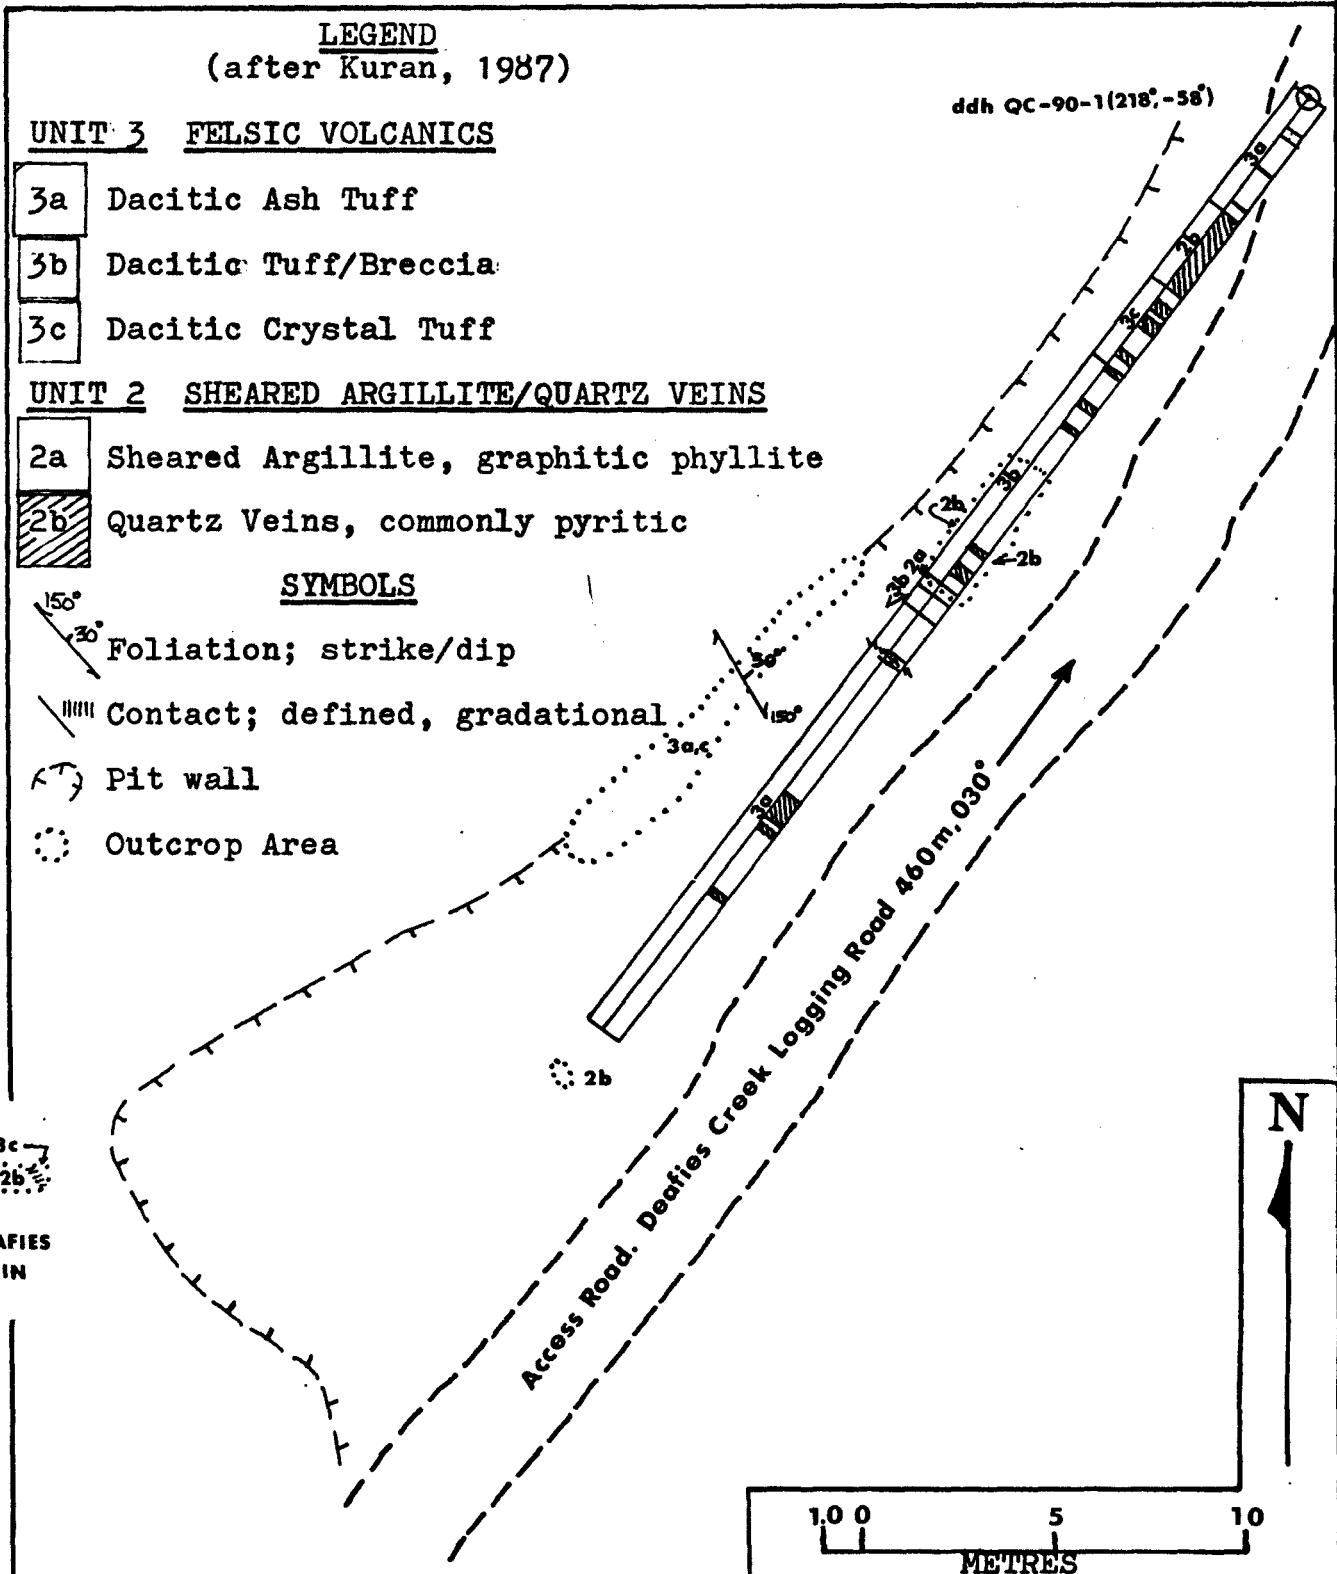 LEGEND
(after Kuran, 1987)
UNIT 3 FELSIC VOLCANICS
3a Dacitic Ash Tuff
3b Dacitic Tuff/Breccia
3c Dacitic Crystal Tuff
UNIT 2 SHEARED ARGILLITE/QUARTZ VEINS
2a Sheared Argillite, graphitic phyllite
2b Quartz Veins, commonly pyritic
SYMBOLS
150°
30°
Foliation; strike/dip
Contact; defined, gradational
Pit wall
Outcrop Area
ddh QC-90-1(218°,-58°)
3a
2b
3c
3b
2b
2a
3b
2b
150°
3a,c
3a
2b
Access Road. Deafies Creek Logging Road 460m, 030°
3c
2b
AFIES
IN
N
1.0 0 5 10
METRES